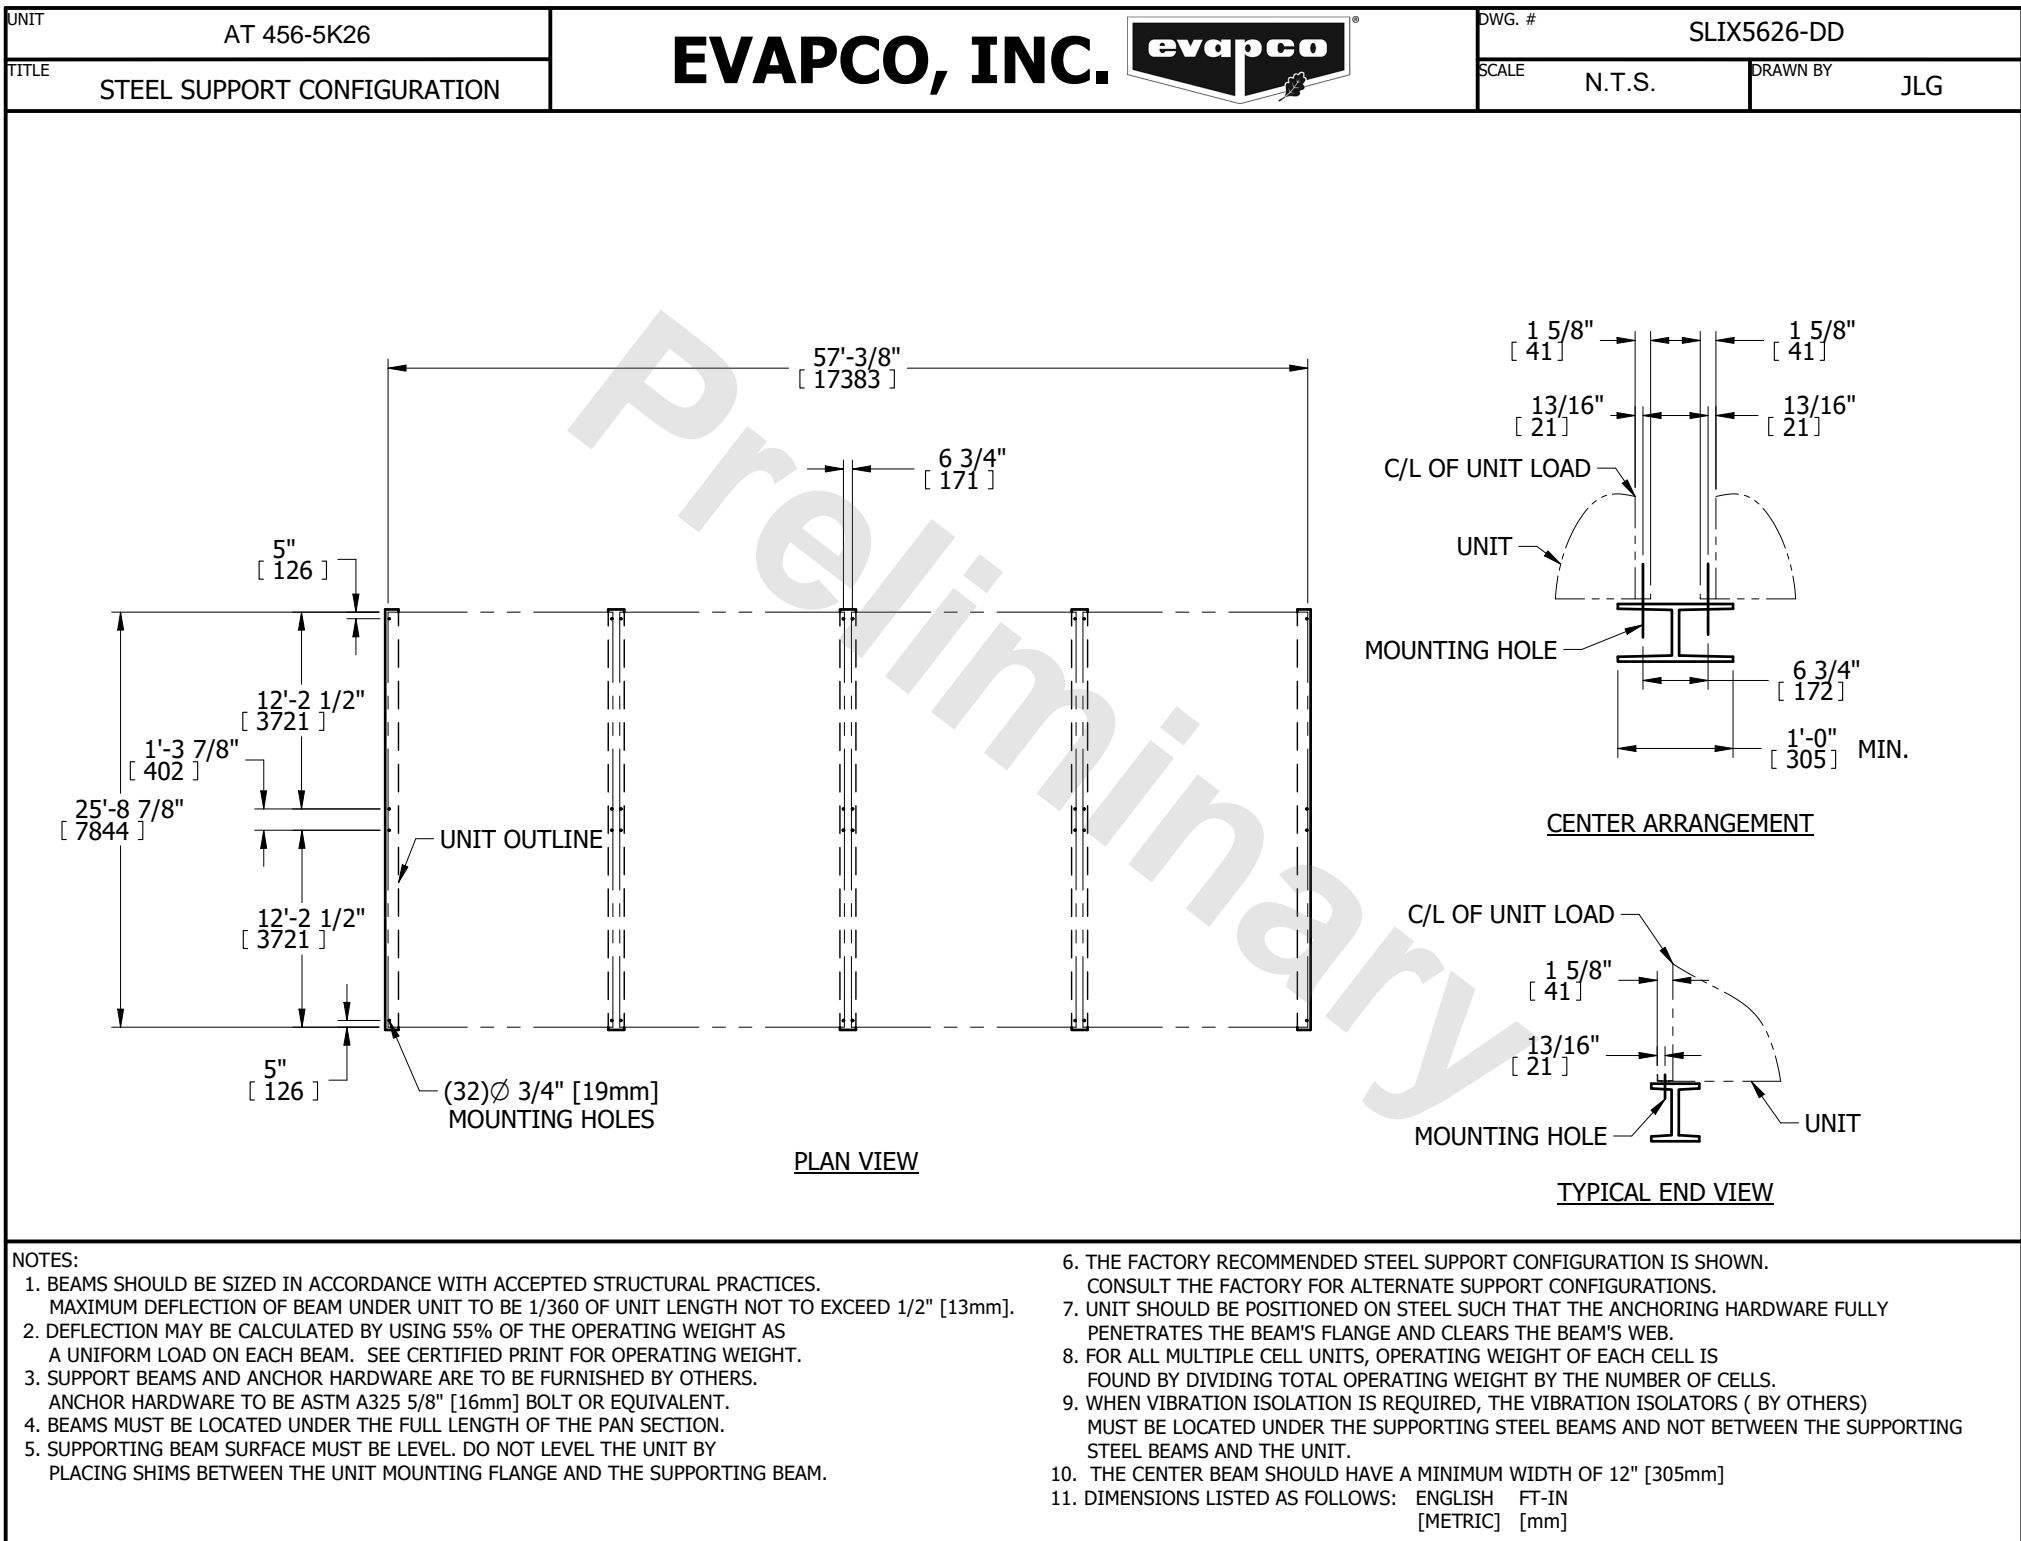 UNIT
AT 456-5K26
TITLE
STEEL SUPPORT CONFIGURATION
EVAPCO, INC.
evapco
®
DWG. #
SLIX5626-DD
SCALE
N.T.S.
DRAWN BY
JLG
Preliminary
57'-3/8"
[ 17383 ]
6 3/4"
[ 171 ]
5"
[ 126 ]
12'-2 1/2"
[ 3721 ]
1'-3 7/8"
[ 402 ]
25'-8 7/8"
[ 7844 ]
UNIT OUTLINE
12'-2 1/2"
[ 3721 ]
5"
[ 126 ]
(32)∅ 3/4" [19mm]
MOUNTING HOLES
PLAN VIEW
1 5/8"
[ 41 ]
1 5/8"
[ 41 ]
13/16"
[ 21 ]
13/16"
[ 21 ]
C/L OF UNIT LOAD
UNIT
MOUNTING HOLE
6 3/4"
[ 172 ]
1'-0"
[ 305 ] MIN.
CENTER ARRANGEMENT
C/L OF UNIT LOAD
1 5/8"
[ 41 ]
13/16"
[ 21 ]
MOUNTING HOLE
UNIT
TYPICAL END VIEW
NOTES:
1. BEAMS SHOULD BE SIZED IN ACCORDANCE WITH ACCEPTED STRUCTURAL PRACTICES.
MAXIMUM DEFLECTION OF BEAM UNDER UNIT TO BE 1/360 OF UNIT LENGTH NOT TO EXCEED 1/2" [13mm].
2. DEFLECTION MAY BE CALCULATED BY USING 55% OF THE OPERATING WEIGHT AS
A UNIFORM LOAD ON EACH BEAM. SEE CERTIFIED PRINT FOR OPERATING WEIGHT.
3. SUPPORT BEAMS AND ANCHOR HARDWARE ARE TO BE FURNISHED BY OTHERS.
ANCHOR HARDWARE TO BE ASTM A325 5/8" [16mm] BOLT OR EQUIVALENT.
4. BEAMS MUST BE LOCATED UNDER THE FULL LENGTH OF THE PAN SECTION.
5. SUPPORTING BEAM SURFACE MUST BE LEVEL. DO NOT LEVEL THE UNIT BY
PLACING SHIMS BETWEEN THE UNIT MOUNTING FLANGE AND THE SUPPORTING BEAM.
6. THE FACTORY RECOMMENDED STEEL SUPPORT CONFIGURATION IS SHOWN.
CONSULT THE FACTORY FOR ALTERNATE SUPPORT CONFIGURATIONS.
7. UNIT SHOULD BE POSITIONED ON STEEL SUCH THAT THE ANCHORING HARDWARE FULLY
PENETRATES THE BEAM'S FLANGE AND CLEARS THE BEAM'S WEB.
8. FOR ALL MULTIPLE CELL UNITS, OPERATING WEIGHT OF EACH CELL IS
FOUND BY DIVIDING TOTAL OPERATING WEIGHT BY THE NUMBER OF CELLS.
9. WHEN VIBRATION ISOLATION IS REQUIRED, THE VIBRATION ISOLATORS ( BY OTHERS)
MUST BE LOCATED UNDER THE SUPPORTING STEEL BEAMS AND NOT BETWEEN THE SUPPORTING
STEEL BEAMS AND THE UNIT.
10. THE CENTER BEAM SHOULD HAVE A MINIMUM WIDTH OF 12" [305mm]
11. DIMENSIONS LISTED AS FOLLOWS: ENGLISH FT-IN
[METRIC] [mm]